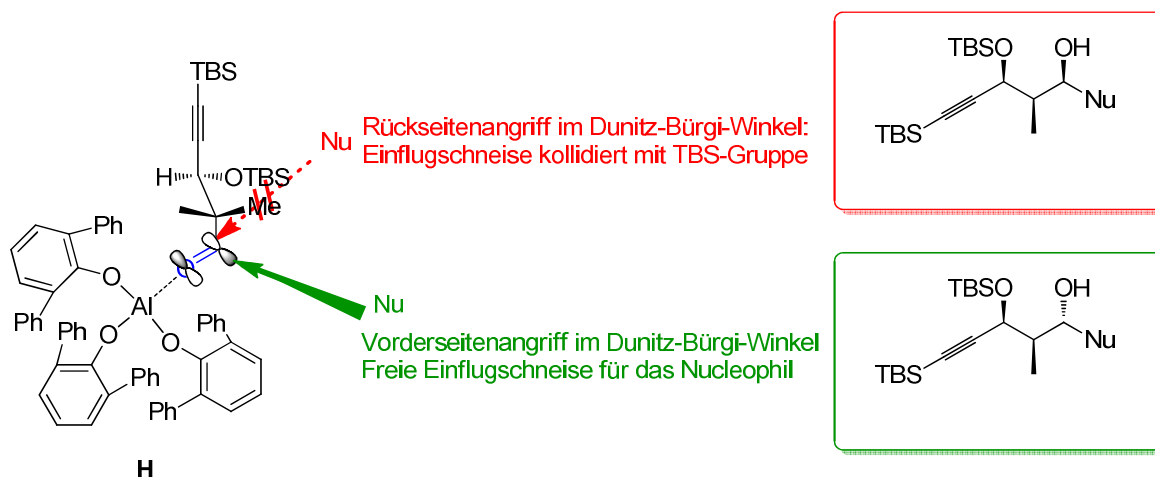 TBS
Nu
Rückseitenangriff im Dunitz-Bürgi-Winkel:
Einflugschneise kollidiert mit TBS-Gruppe
H
OTBS
Me
Ph
O
O
Al
Ph
Ph
O
O
Ph
Ph
Ph
Ph
Nu
Vorderseitenangriff im Dunitz-Bürgi-Winkel
Freie Einflugschneise für das Nucleophil
H
TBSO
OH
Nu
TBS
TBSO
OH
Nu
TBS